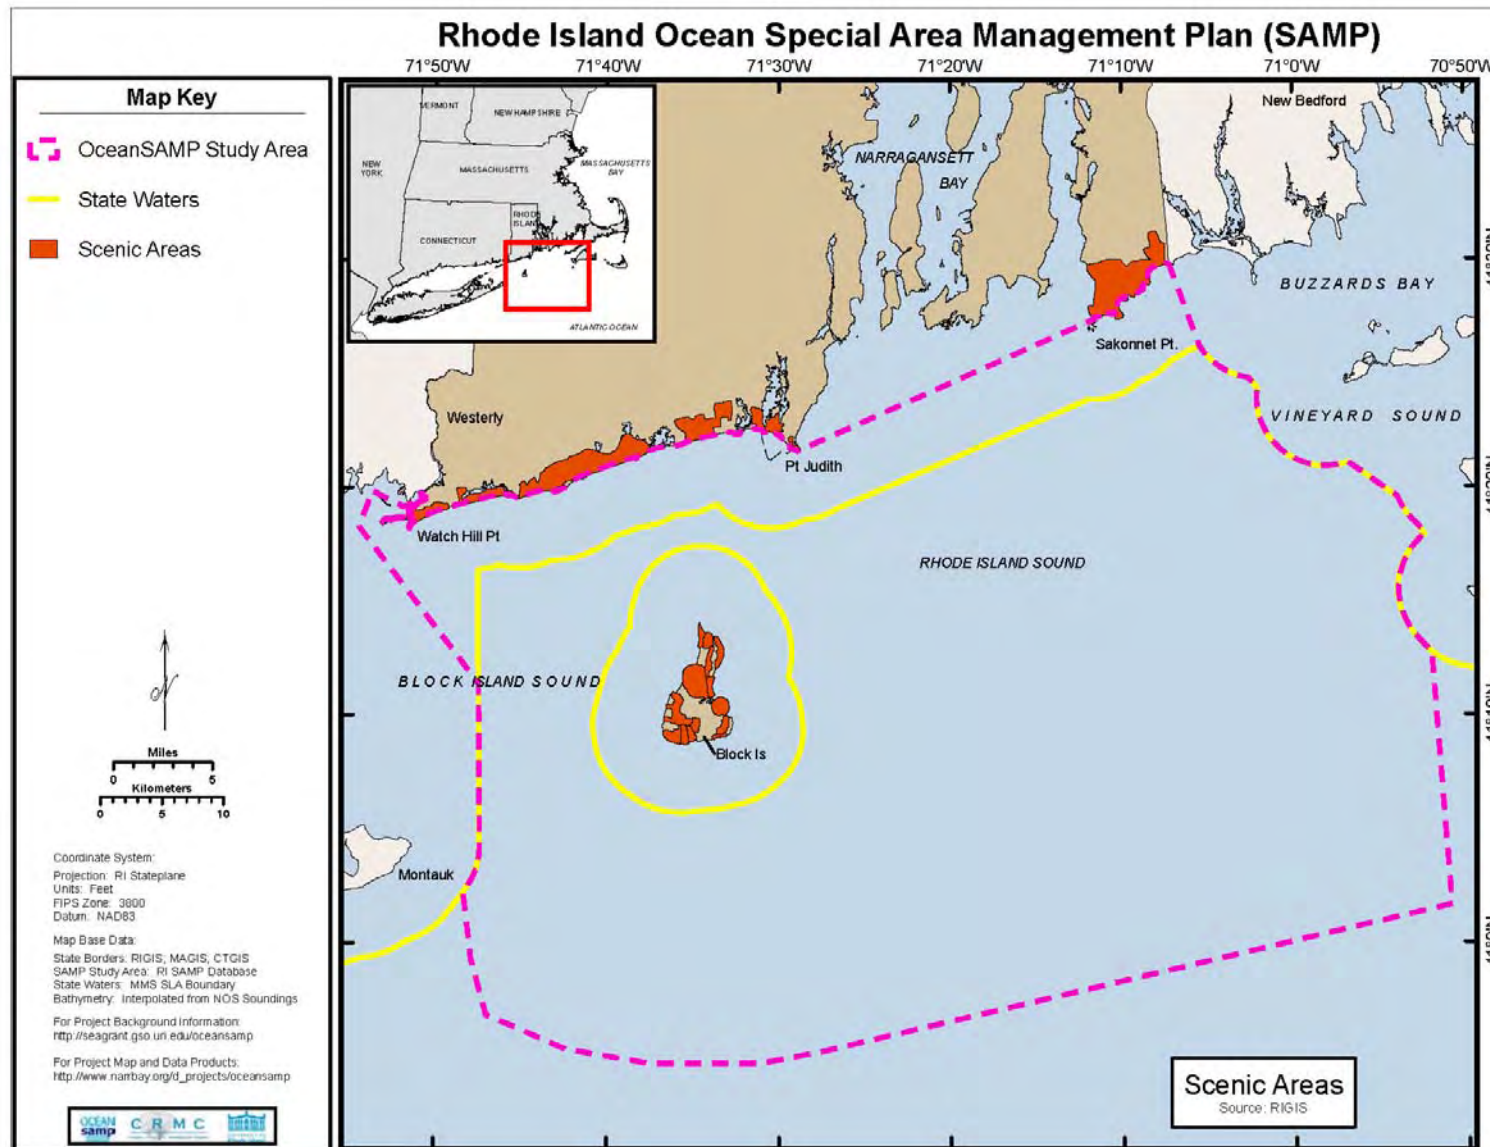 Rhode Island Ocean Special Area Management Plan (SAMP)
Map Key
OceanSAMP Study Area
State Waters
Scenic Areas
Miles
0 5
Kilometers
0 5 10
Coordinate System:
Projection: RI Stateplane
Units: Feet
FIPS Zone: 3800
Datum: NAD83
Map Base Data:
State Borders: RIGIS, MAGIS, CTGIS
SAMP Study Area: RI SAMP Database
State Waters: MMS SLA Boundary
Bathymetry: Interpolated from NOS Soundings
For Project Background Information:
http://seagrant.gso.uri.edu/oceansamp
For Project Map and Data Products:
http://www.narrbay.org/d_projects/oceansamp
OCEAN
samp
CRMC
71°50'W 71°40'W 71°30'W 71°20'W 71°10'W 71°0'W 70°50'W
VERMONT
NEW HAMPSHIRE
NEW
YORK
MASSACHUSETTS
MASSACHUSETTS
BAY
CONNECTICUT
RHODE
ISLAND
ATLANTIC OCEAN
NARRAGANSETT
BAY
New Bedford
BUZZARDS BAY
Sakonnet Pt.
VINEYARD SOUND
Westerly
Pt Judith
Watch Hill Pt
RHODE ISLAND SOUND
BLOCK ISLAND SOUND
Block Is
Montauk
Scenic Areas
Source: RIGIS